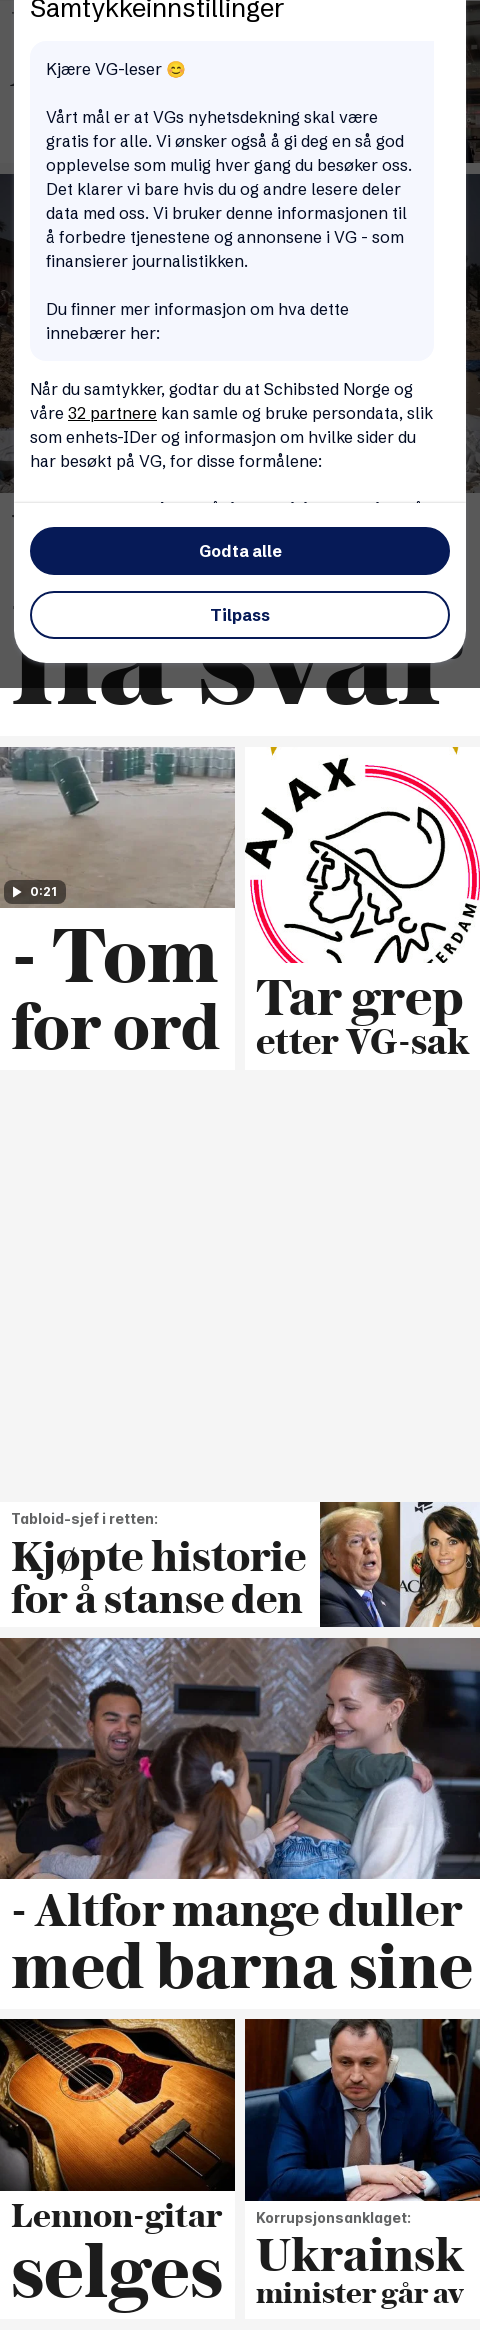 Samtykkeinnstillinger
Kjære VG-leser 😊
Vårt mål er at VGs nyhetsdekning skal være
gratis for alle. Vi ønsker også å gi deg en så god
opplevelse som mulig hver gang du besøker oss.
Det klarer vi bare hvis du og andre lesere deler
data med oss. Vi bruker denne informasjonen til
å forbedre tjenestene og annonsene i VG - som
finansierer journalistikken.
Du finner mer informasjon om hva dette
innebærer her:
Når du samtykker, godtar du at Schibsted Norge og
våre 32 partnere kan samle og bruke persondata, slik
som enhets-IDer og informasjon om hvilke sider du
har besøkt på VG, for disse formålene:
Godta alle
Tilpass
svar
0:21
AJAX
- Tom
for ord
Tar grep
etter VG-sak
Tabloid-sjef i retten:
Kjøpte historie
for å stanse den
- Altfor mange duller
med barna sine
Lennon-gitar
selges
Korrupsjonsanklaget:
Ukrainsk
minister går av